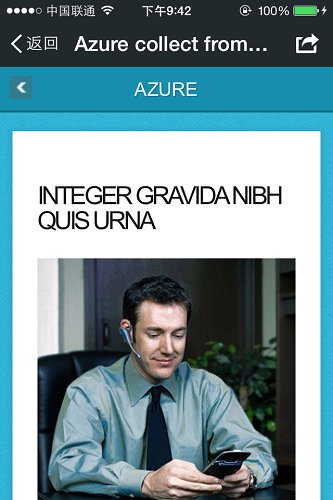 中国联通 下午9:42 100%
返回 Azure collect from...
AZURE
INTEGER GRAVIDA NIBH
QUIS URNA